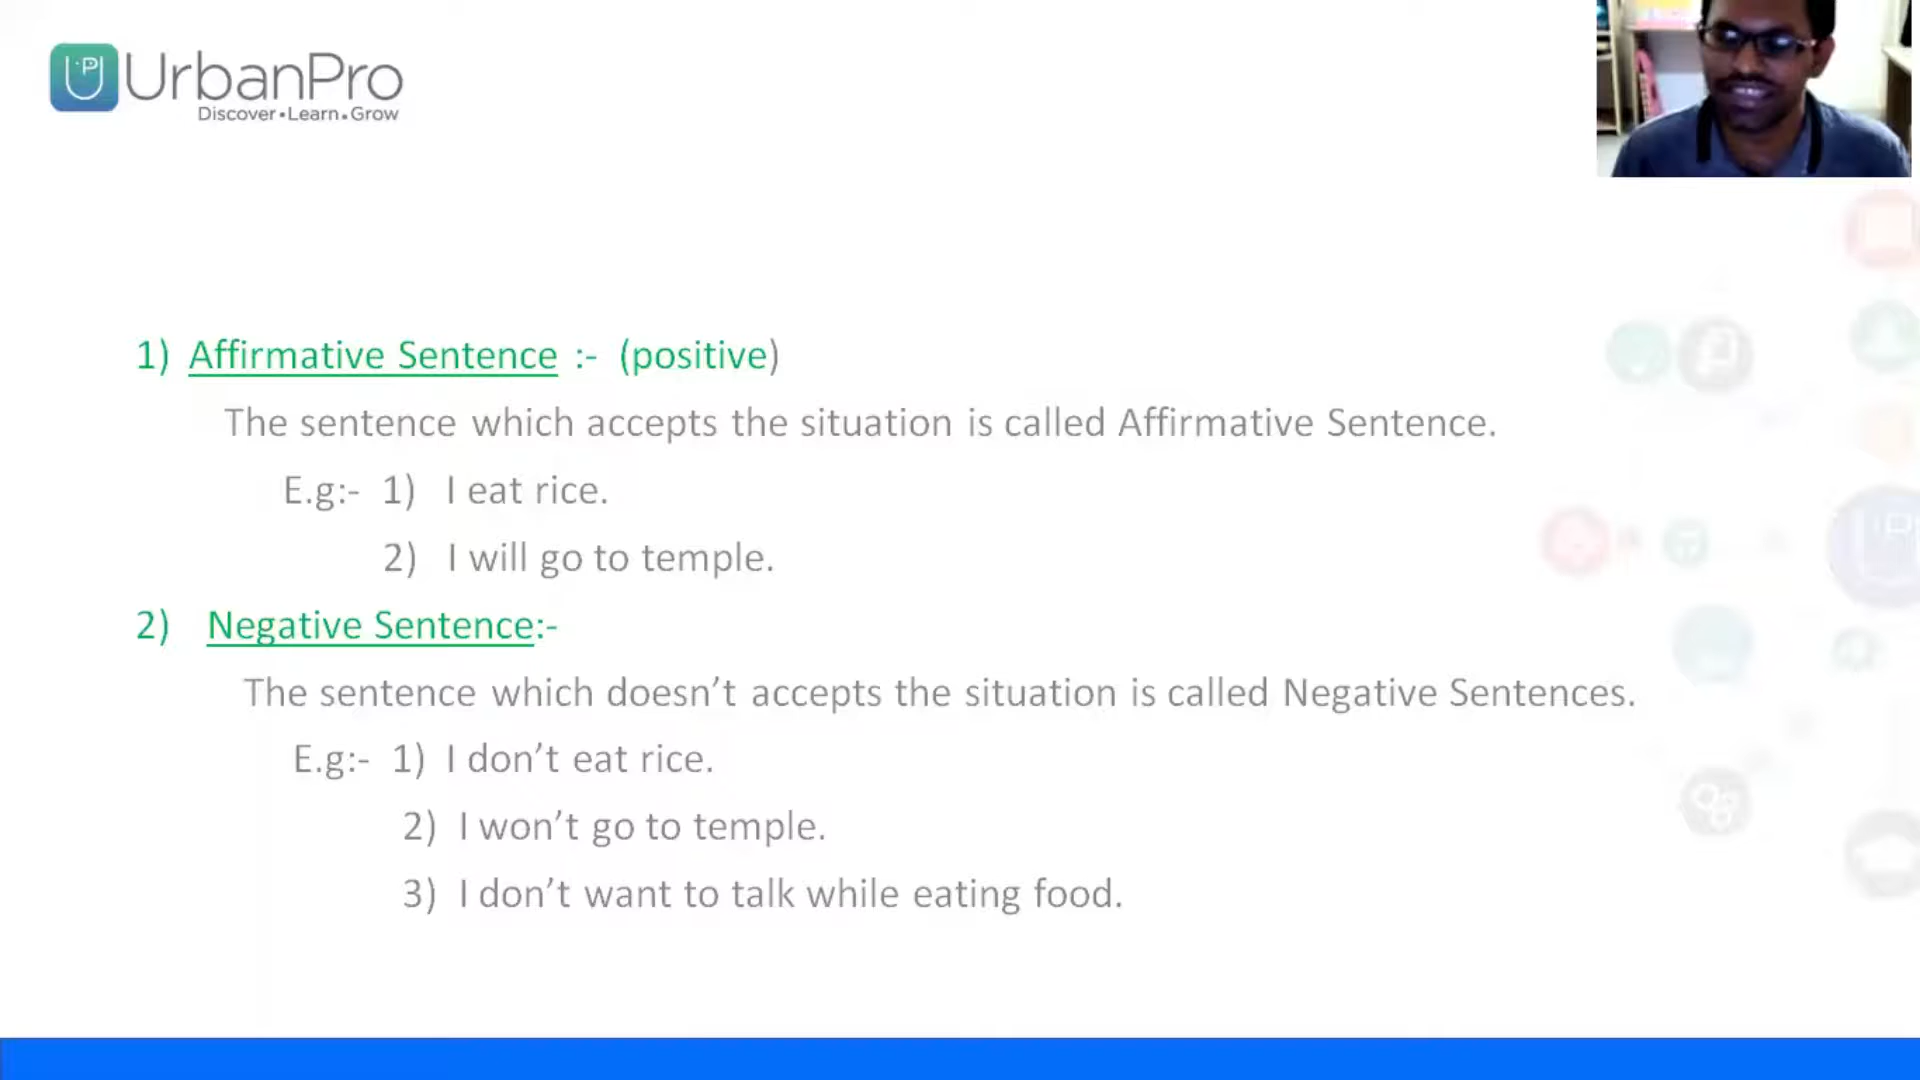 UrbanPro
Discover•Learn•Grow
1) Affirmative Sentence :- (positive)
The sentence which accepts the situation is called Affirmative Sentence.
E.g:- 1) I eat rice.
2) I will go to temple.
2) Negative Sentence:-
The sentence which doesn’t accepts the situation is called Negative Sentences.
E.g:- 1) I don’t eat rice.
2) I won’t go to temple.
3) I don’t want to talk while eating food.